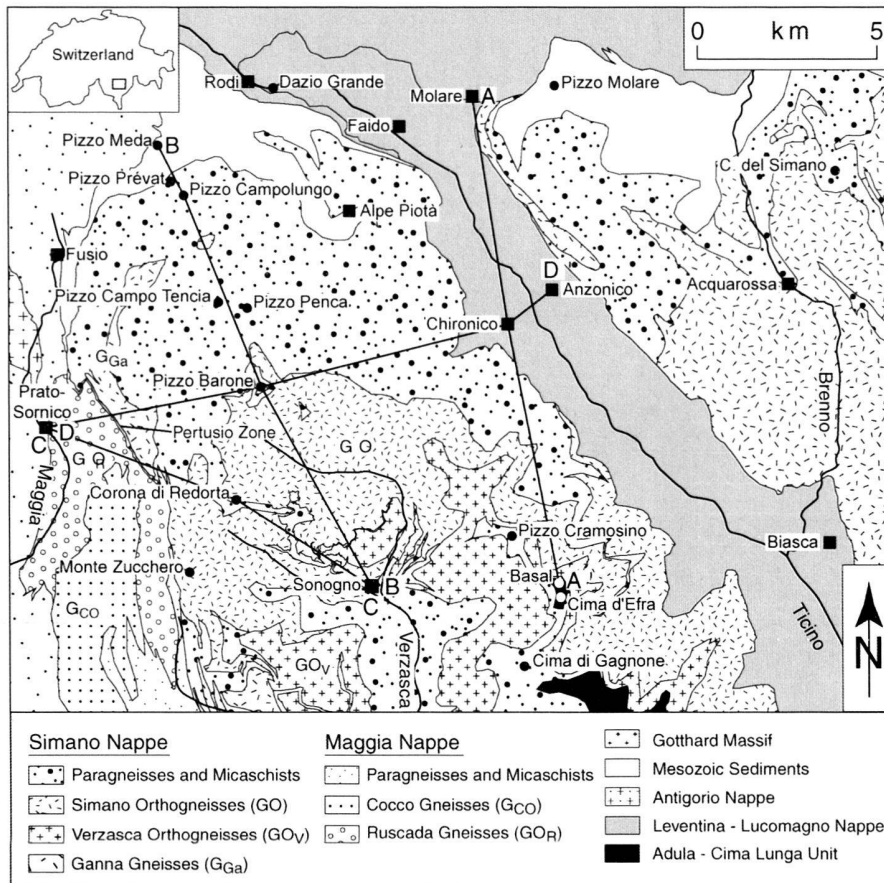 Switzerland
0 km 5
Rodi
Dazio Grande
Molare
A
Pizzo Molare
Faido
Pizzo Meda
B
Pizzo Prévat
Pizzo Campolungo
C. del Simano
Alpe Piotà
Fusio
D
Anzonico
Acquarossa
Pizzo Campo Tencia
Pizzo Penca
Chironico
G Ga
Pizzo Barone
Brenno
Prato-
Sornico
C D
Pertusio Zone
G O
G O R
Maggia
Corona di Redorta
Pizzo Cramosino
Biasca
Monte Zucchero
Basal
A
Sonogno
B
C
Cima d'Efra
GCO
Ticino
N
Verzasca
GOV
Cima di Gagnone
Simano Nappe
Paragneisses and Micaschists
Simano Orthogneisses (GO)
Verzasca Orthogneisses (GOV)
Ganna Gneisses (GGa)
Maggia Nappe
Paragneisses and Micaschists
Cocco Gneisses (GCO)
Ruscada Gneisses (GOR)
Gotthard Massif
Mesozoic Sediments
Antigorio Nappe
Leventina - Lucomagno Nappe
Adula - Cima Lunga Unit